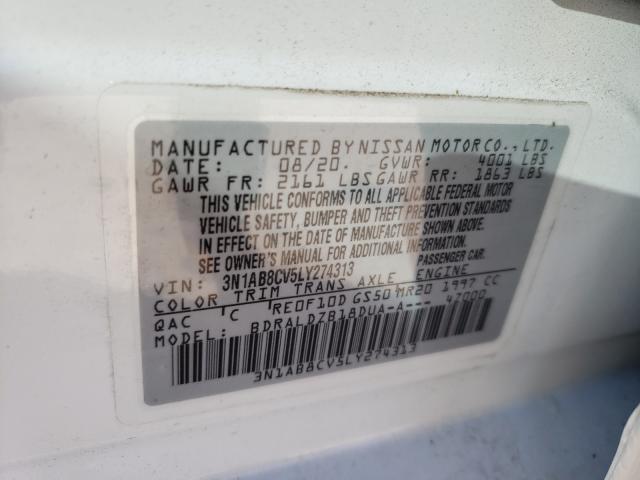 MANUFACTURED BY NISSAN MOTOR CO., LTD.
DATE: 08/20. GVWR: 4001 LBS
GAWR FR: 2161 LBS GAWR RR: 1863 LBS
THIS VEHICLE CONFORMS TO ALL APPLICABLE FEDERAL MOTOR
VEHICLE SAFETY, BUMPER AND THEFT PREVENTION STANDARDS
IN EFFECT ON THE DATE OF MANUFACTURE SHOWN ABOVE.
SEE OWNER'S MANUAL FOR ADDITIONAL INFORMATION.
VIN: 3N1AB8CV5LY274313 PASSENGER CAR.
COLOR TRIM TRANS AXLE ENGINE
QAC C RE0F10D GS50 MR20 1997 CC
MODEL: BDRALDZB18DUA-A--- 47000
3N1AB8CV5LY274313